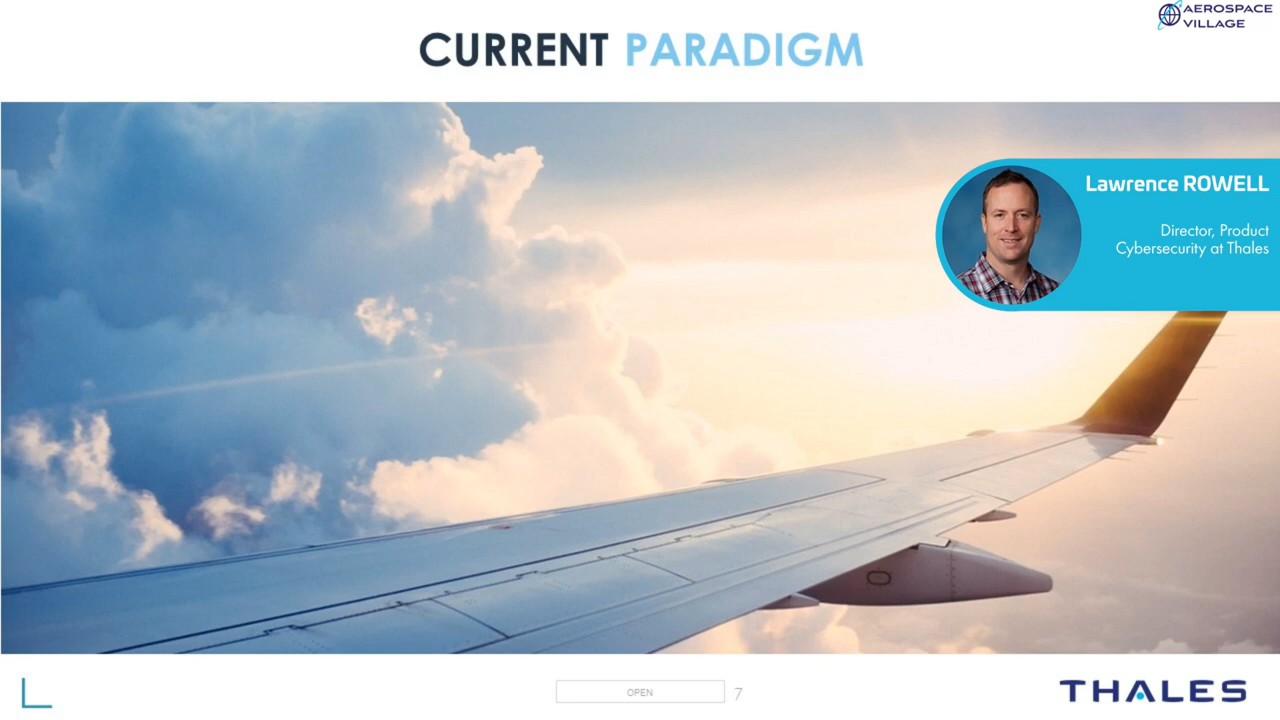 AEROSPACE
VILLAGE
CURRENT PARADIGM
Lawrence ROWELL
Director, Product
Cybersecurity at Thales
OPEN
7
THALES